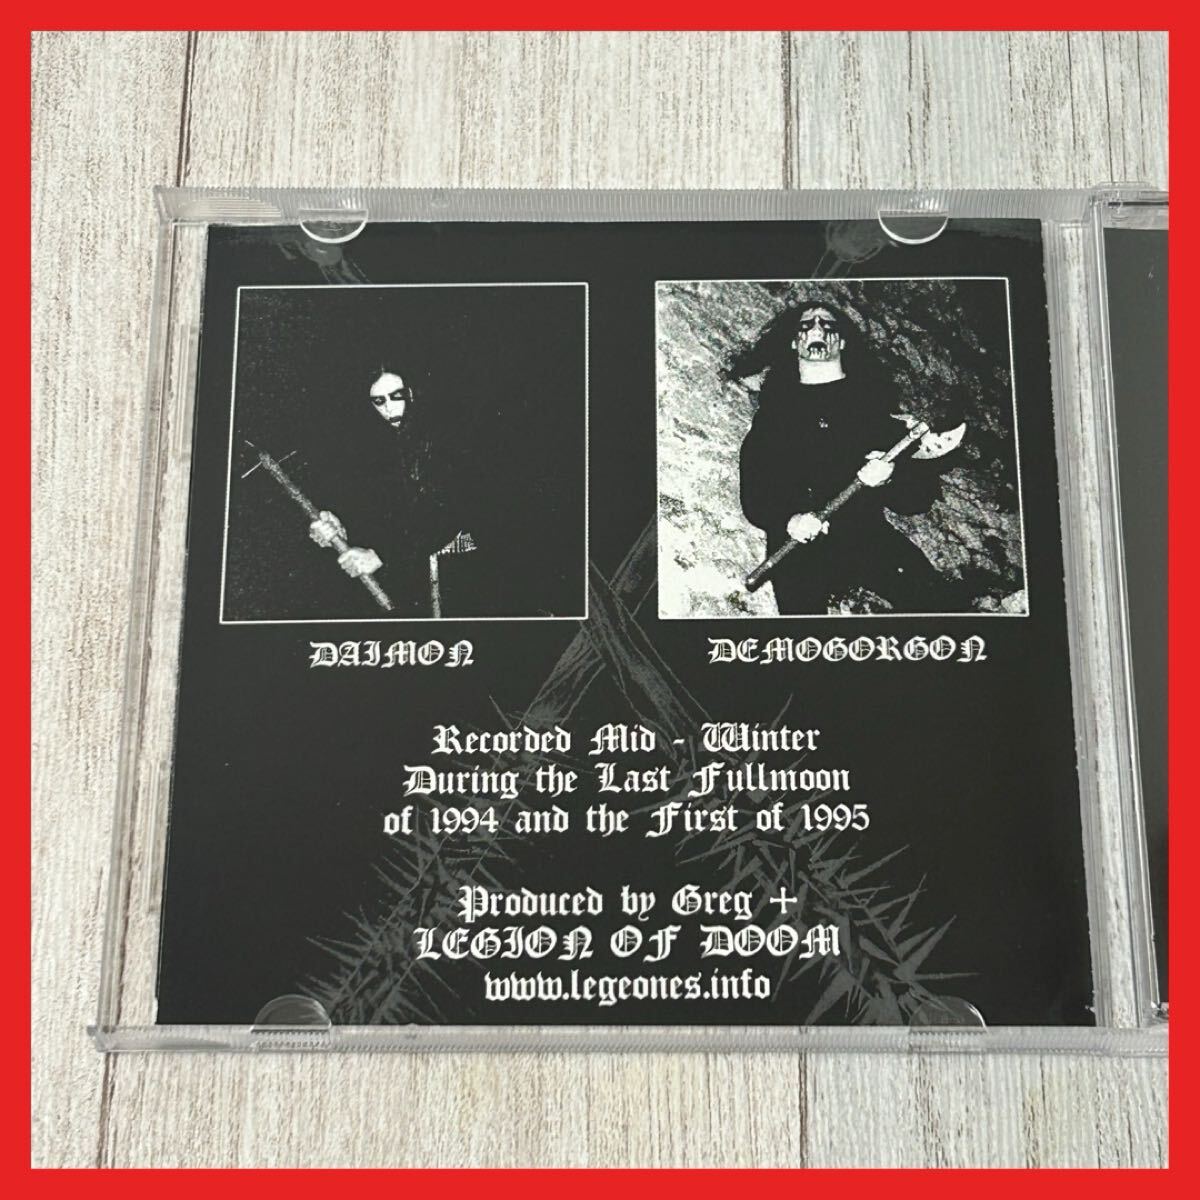 DAIMON
DEMOGORGON
Recorded Mid - Winter
During the Last Fullmoon
of 1994 and the First of 1995
Produced by Greg +
LEGION OF DOOM
www.legeones.info